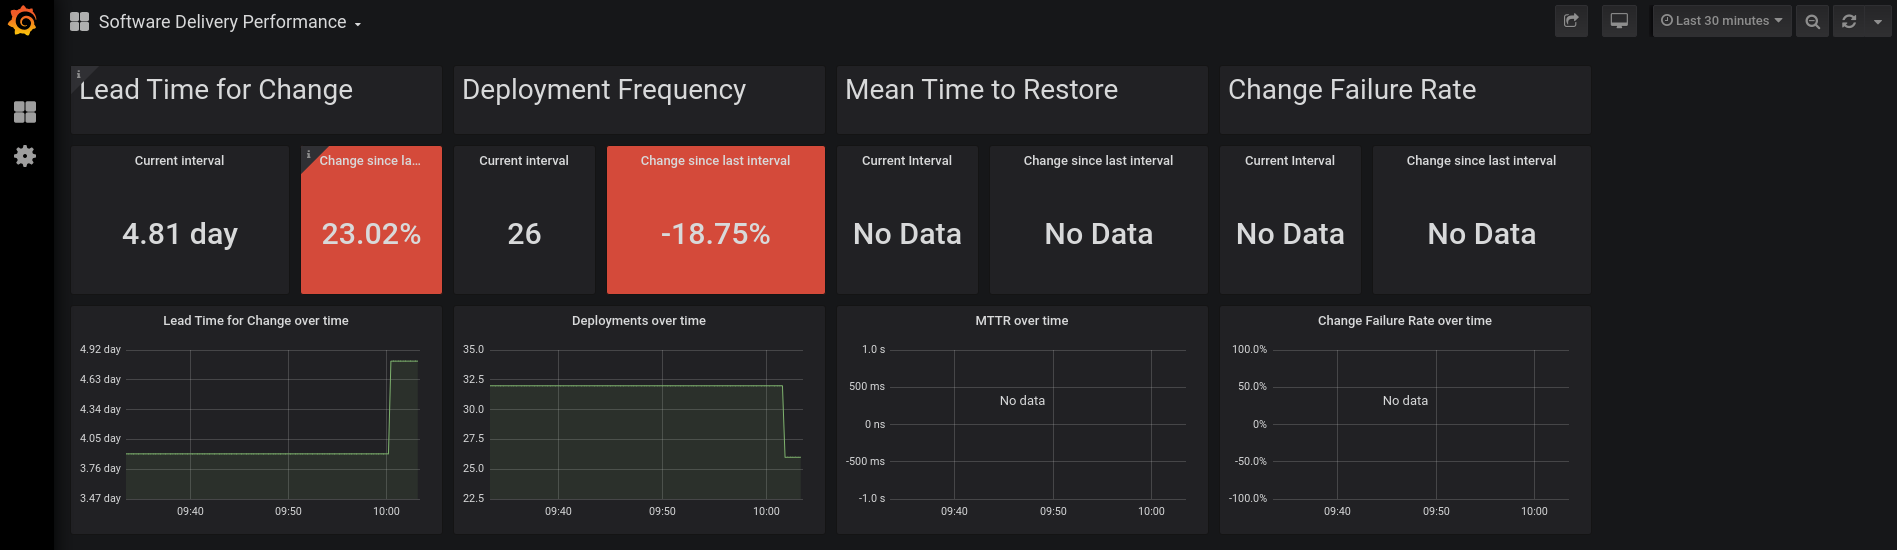 Software Delivery Performance
Last 30 minutes
Lead Time for Change
Deployment Frequency
Mean Time to Restore
Change Failure Rate
Current interval
4.81 day
Change since la...
23.02%
Current interval
26
Change since last interval
-18.75%
Current Interval
No Data
Change since last interval
No Data
Current Interval
No Data
Change since last interval
No Data
Lead Time for Change over time
4.92 day
4.63 day
4.34 day
4.05 day
3.76 day
3.47 day
09:40 09:50 10:00
Deployments over time
35.0
32.5
30.0
27.5
25.0
22.5
09:40 09:50 10:00
MTTR over time
1.0 s
500 ms
0 ns
-500 ms
-1.0 s
No data
09:40 09:50 10:00
Change Failure Rate over time
100.0%
50.0%
0%
-50.0%
-100.0%
No data
09:40 09:50 10:00